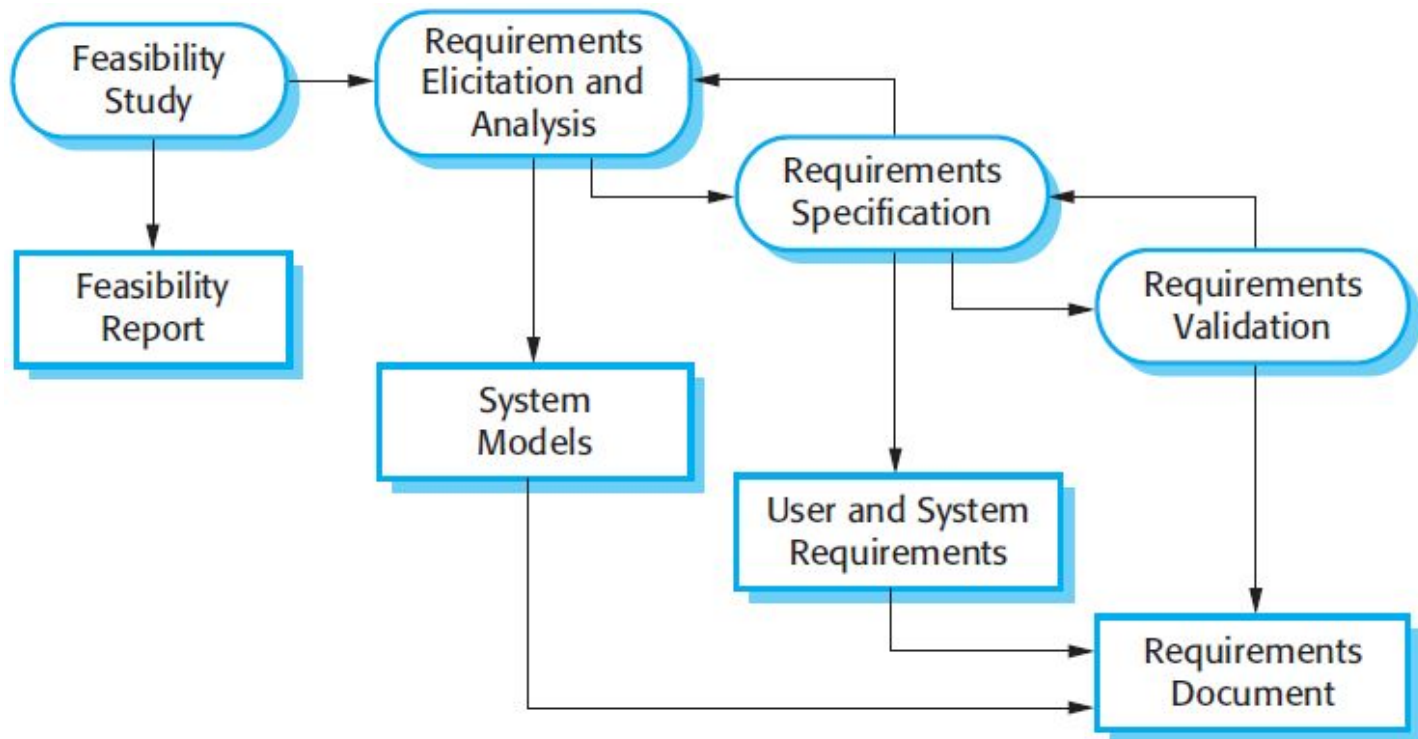 Feasibility
Study
Requirements
Elicitation and
Analysis
Requirements
Specification
Requirements
Validation
Feasibility
Report
System
Models
User and System
Requirements
Requirements
Document